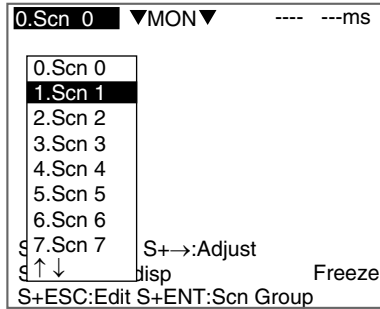 0.Scn 0 ▼MON▼ ---- ---ms
0.Scn 0
1.Scn 1
2.Scn 2
3.Scn 3
4.Scn 4
5.Scn 5
6.Scn 6
7.Scn 7
↑↓
S+→:Adjust
disp Freeze
S+ESC:Edit S+ENT:Scn Group